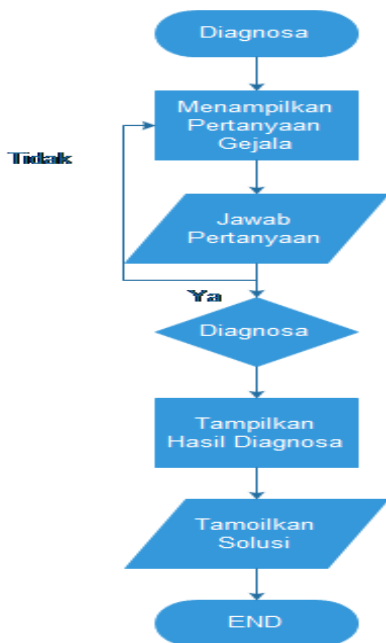 Diagnosa
Menampilkan
Pertanyaan
Gejala
Tidak
Jawab
Pertanyaan
Ya
Diagnosa
Tampilkan
Hasil Diagnosa
Tamoilkan
Solusi
END